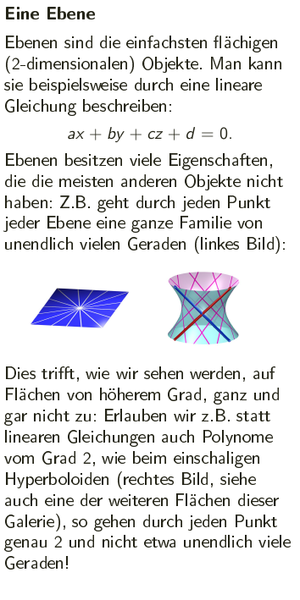 Eine Ebene
Ebenen sind die einfachsten flächigen
(2-dimensionalen) Objekte. Man kann
sie beispielsweise durch eine lineare
Gleichung beschreiben:
ax + by + cz + d = 0.
Ebenen besitzen viele Eigenschaften,
die die meisten anderen Objekte nicht
haben: Z.B. geht durch jeden Punkt
jeder Ebene eine ganze Familie von
unendlich vielen Geraden (linkes Bild):
Dies trifft, wie wir sehen werden, auf
Flächen von höherem Grad, ganz und
gar nicht zu: Erlauben wir z.B. statt
linearen Gleichungen auch Polynome
vom Grad 2, wie beim einschaligen
Hyperboloiden (rechtes Bild, siehe
auch eine der weiteren Flächen dieser
Galerie), so gehen durch jeden Punkt
genau 2 und nicht etwa unendlich viele
Geraden!